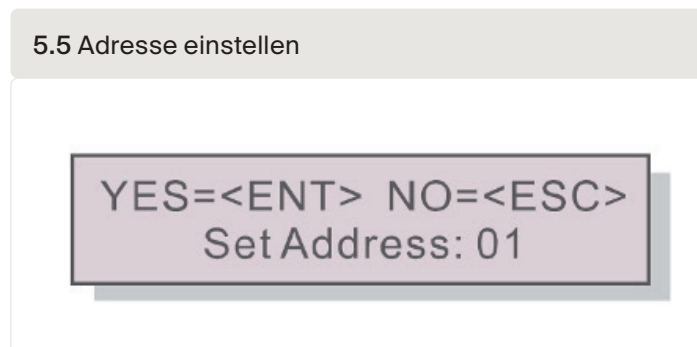 5.5 Adresse einstellen
YES=<ENT> NO=<ESC>
Set Address: 01